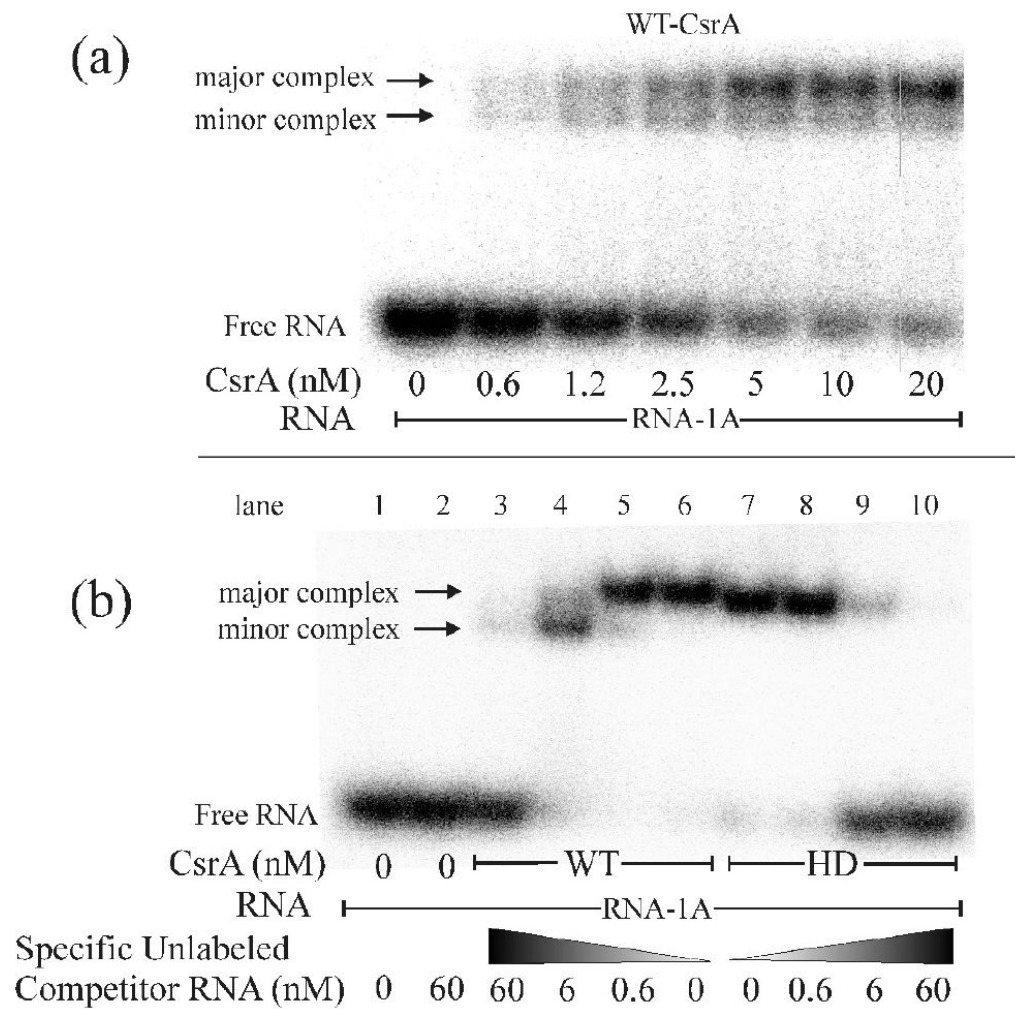 WT-CsrA
(a)
major complex
minor complex
Free RNA
CsrA (nM) 0 0.6 1.2 2.5 5 10 20
RNA RNA-1A
lane 1 2 3 4 5 6 7 8 9 10
(b)
major complex
minor complex
Free RNA
CsrA (nM) 0 0 WT HD
RNA RNA-1A
Specific Unlabeled
Competitor RNA (nM) 0 60 60 6 0.6 0 0 0.6 6 60